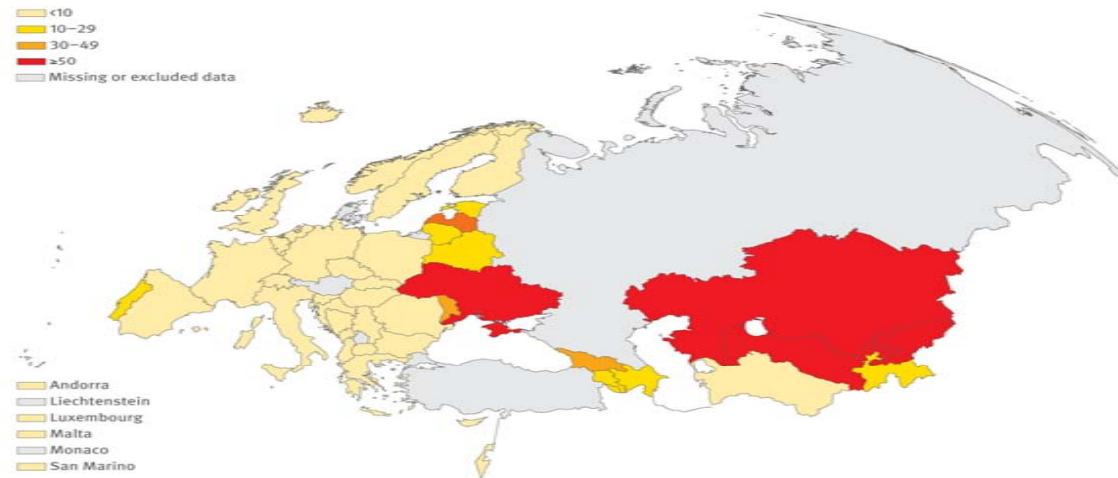 <10
10–29
30–49
≥50
Missing or excluded data
Andorra
Liechtenstein
Luxembourg
Malta
Monaco
San Marino